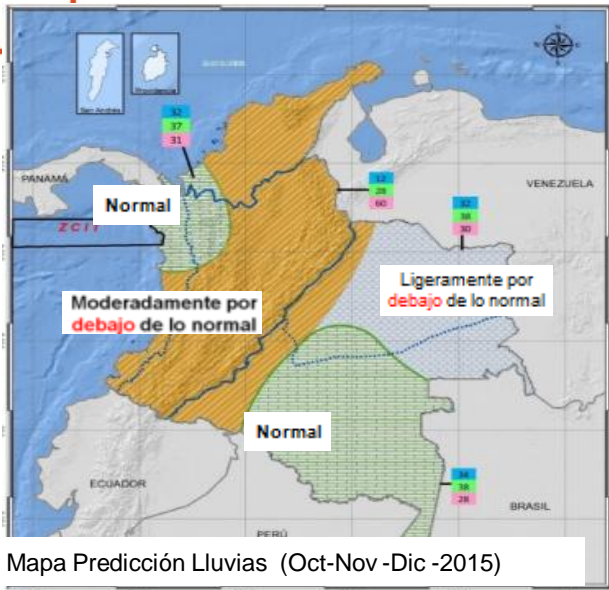 San Andrés
Providencia
32
37
31
PANAMÁ
Normal
ZCIT
12
28
60
VENEZUELA
32
38
30
Ligeramente por
debajo de lo normal
Moderadamente por
debajo de lo normal
Normal
ECUADOR
34
38
28
BRASIL
PERÚ
Mapa Predicción Lluvias (Oct-Nov -Dic -2015)